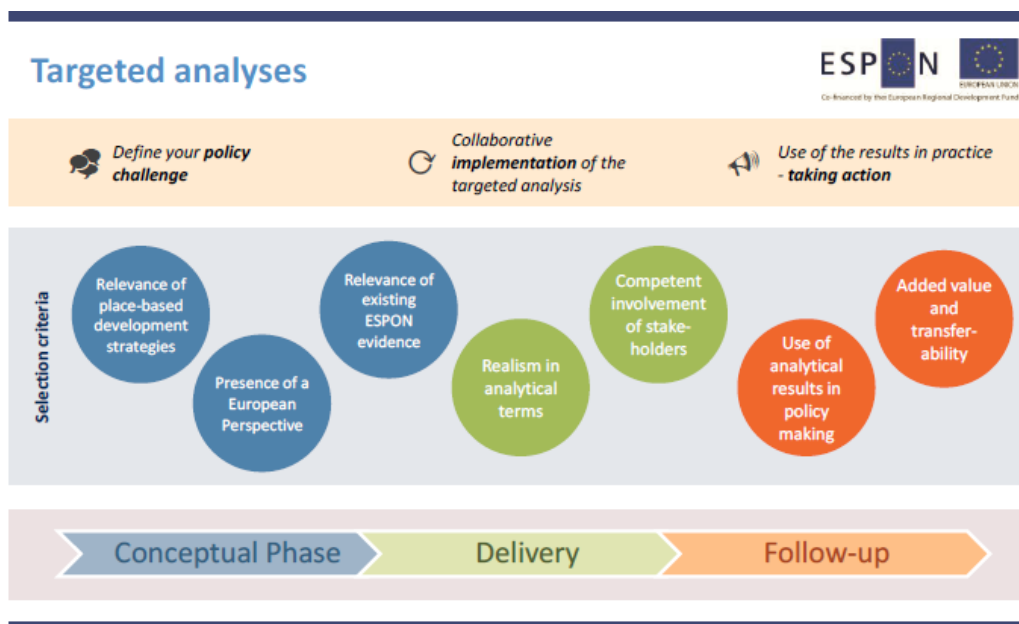 Targeted analyses
ESPON
EUROPEAN UNION
Co-financed by the European Regional Development Fund
Define your policy
challenge
Collaborative
implementation of the
targeted analysis
Use of the results in practice
- taking action
Selection criteria
Relevance of
place-based
development
strategies
Presence of a
European
Perspective
Relevance of
existing
ESPON
evidence
Realism in
analytical
terms
Competent
involvement
of stake-
holders
Use of
analytical
results in
policy
making
Added value
and
transfer-
ability
Conceptual Phase
Delivery
Follow-up